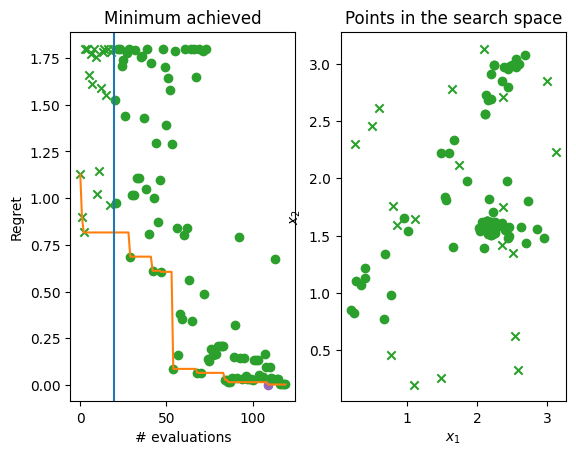 Minimum achieved
Points in the search space
Regret
1.75
1.50
1.25
1.00
0.75
0.50
0.25
0.00
0 50 100
# evaluations
x₂
3.0
2.5
2.0
1.5
1.0
0.5
1 2 3
x₁